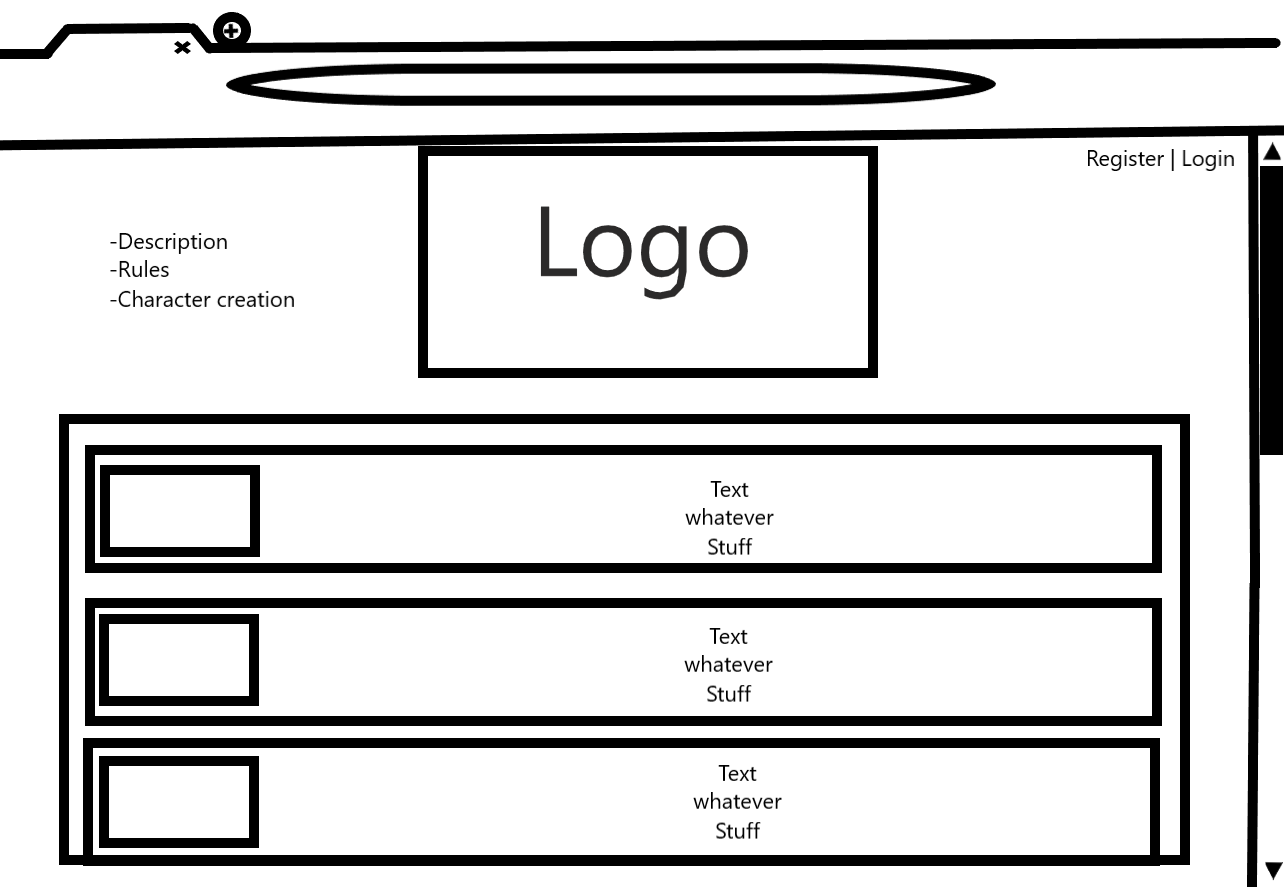 Register | Login
Logo
-Description
-Rules
-Character creation
Text
whatever
Stuff
Text
whatever
Stuff
Text
whatever
Stuff